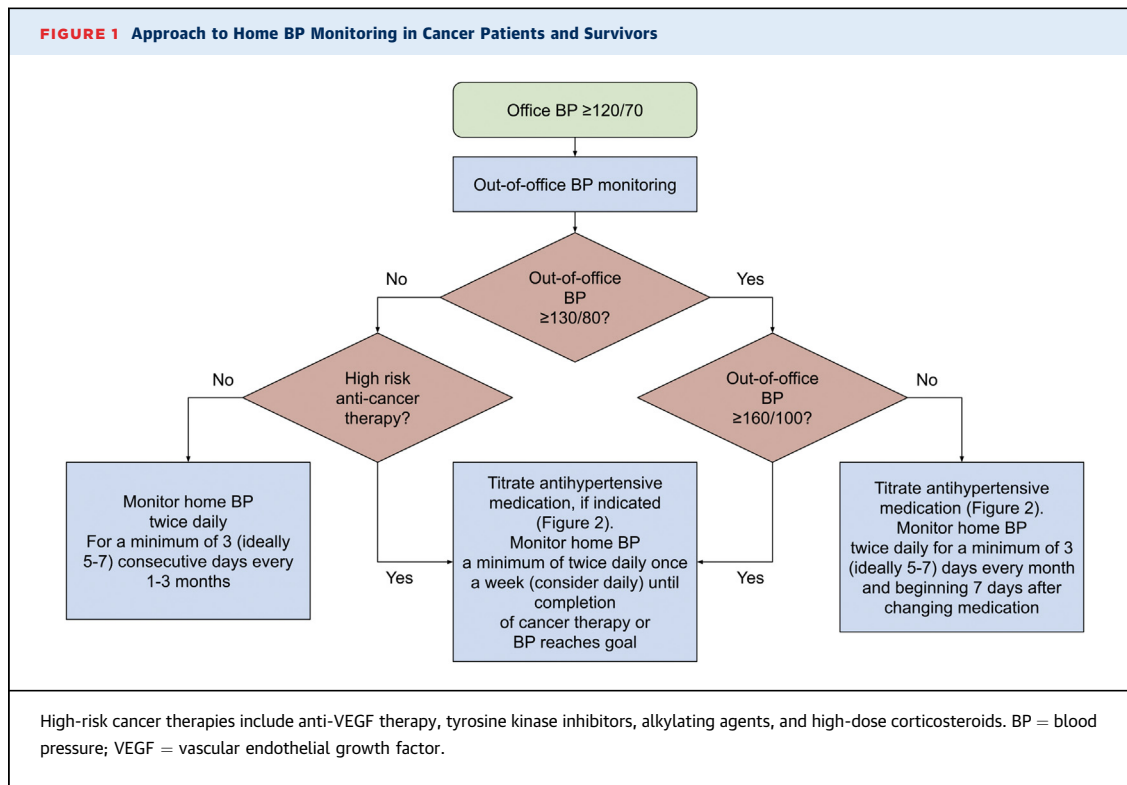 FIGURE 1 Approach to Home BP Monitoring in Cancer Patients and Survivors
Office BP ≥120/70
Out-of-office BP monitoring
Out-of-office
BP
≥130/80?
No
Yes
High risk
anti-cancer
therapy?
No
Yes
Out-of-office
BP
≥160/100?
No
Yes
Monitor home BP
twice daily
For a minimum of 3 (ideally
5-7) consecutive days every
1-3 months
Titrate antihypertensive
medication, if indicated
(Figure 2).
Monitor home BP
a minimum of twice daily once
a week (consider daily) until
completion
of cancer therapy or
BP reaches goal
Titrate antihypertensive
medication (Figure 2).
Monitor home BP
twice daily for a minimum of 3
(ideally 5-7) days every month
and beginning 7 days after
changing medication
High-risk cancer therapies include anti-VEGF therapy, tyrosine kinase inhibitors, alkylating agents, and high-dose corticosteroids. BP = blood
pressure; VEGF = vascular endothelial growth factor.